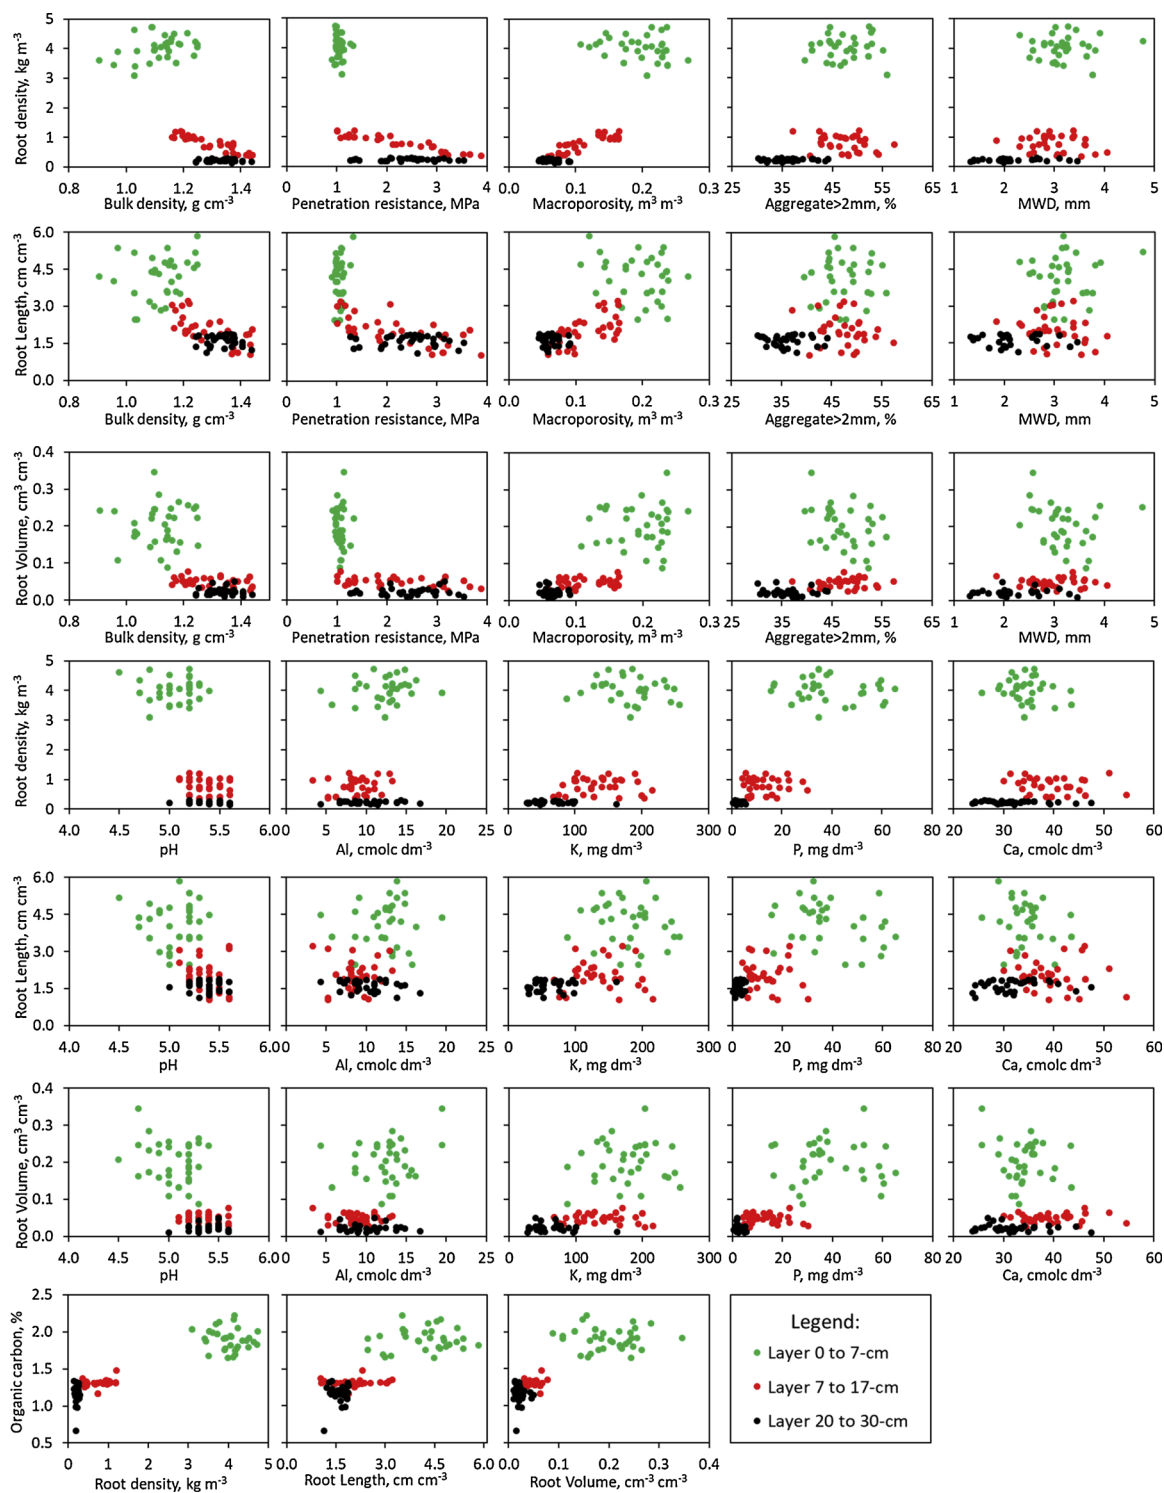 5
4
3
2
1
0
Root density, kg m-3
0.8 1.0 1.2 1.4
0 1 2 3 4
0.0 0.1 0.2 0.3
25 35 45 55 65
1 2 3 4 5
Bulk density, g cm-3
Penetration resistance, MPa
Macroporosity, m3 m-3
Aggregate>2mm, %
MWD, mm
6.0
4.5
3.0
1.5
0.0
Root Length, cm cm-3
0.8 1.0 1.2 1.4
0 1 2 3 4
0.0 0.1 0.2 0.3
25 35 45 55 65
1 2 3 4 5
Bulk density, g cm-3
Penetration resistance, MPa
Macroporosity, m3 m-3
Aggregate>2mm, %
MWD, mm
0.4
0.3
0.2
0.1
0.0
Root Volume, cm3 cm-3
0.8 1.0 1.2 1.4
0 1 2 3 4
0.0 0.1 0.2 0.3
25 35 45 55 65
1 2 3 4 5
Bulk density, g cm-3
Penetration resistance, MPa
Macroporosity, m3 m-3
Aggregate>2mm, %
MWD, mm
5
4
3
2
1
0
Root density, kg m-3
4.0 4.5 5.0 5.5 6.0
0 5 10 15 20 25
0 100 200 300
0 20 40 60 80
20 30 40 50 60
pH
Al, cmolc dm-3
K, mg dm-3
P, mg dm-3
Ca, cmolc dm-3
6.0
4.5
3.0
1.5
0.0
Root Length, cm cm-3
4.0 4.5 5.0 5.5 6.0
0 5 10 15 20 25
0 100 200 300
0 20 40 60 80
20 30 40 50 60
pH
Al, cmolc dm-3
K, mg dm-3
P, mg dm-3
Ca, cmolc dm-3
0.4
0.3
0.2
0.1
0.0
Root Volume, cm3 cm-3
4.0 4.5 5.0 5.5 6
0 5 10 15 20 25
0 100 200 300
0 20 40 60 80
20 30 40 50 60
pH
Al, cmolc dm-3
K, mg dm-3
P, mg dm-3
Ca, cmolc dm-3
2.5
2.0
1.5
1.0
0.5
Organic carbon, %
0 1 2 3 4 5
0.0 1.5 3.0 4.5 6.0
0.0 0.1 0.2 0.3 0.4
Root density, kg m-3
Root Length, cm cm-3
Root Volume, cm3 cm-3
Legend:
Layer 0 to 7-cm
Layer 7 to 17-cm
Layer 20 to 30-cm